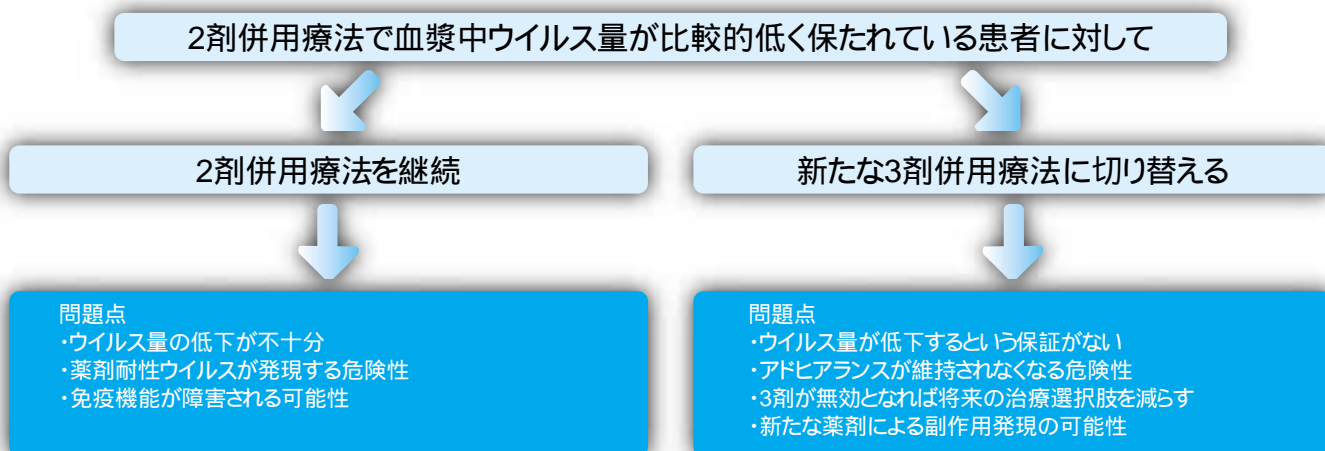 2剤併用療法で血漿中ウイルス量が比較的低く保たれている患者に対して
2剤併用療法を継続
新たな3剤併用療法に切り替える
問題点
・ウイルス量の低下が不十分
・薬剤耐性ウイルスが発現する危険性
・免疫機能が障害される可能性
問題点
・ウイルス量が低下するという保証がない
・アドヒアランスが維持されなくなる危険性
・3剤が無効となれば将来の治療選択肢を減らす
・新たな薬剤による副作用発現の可能性